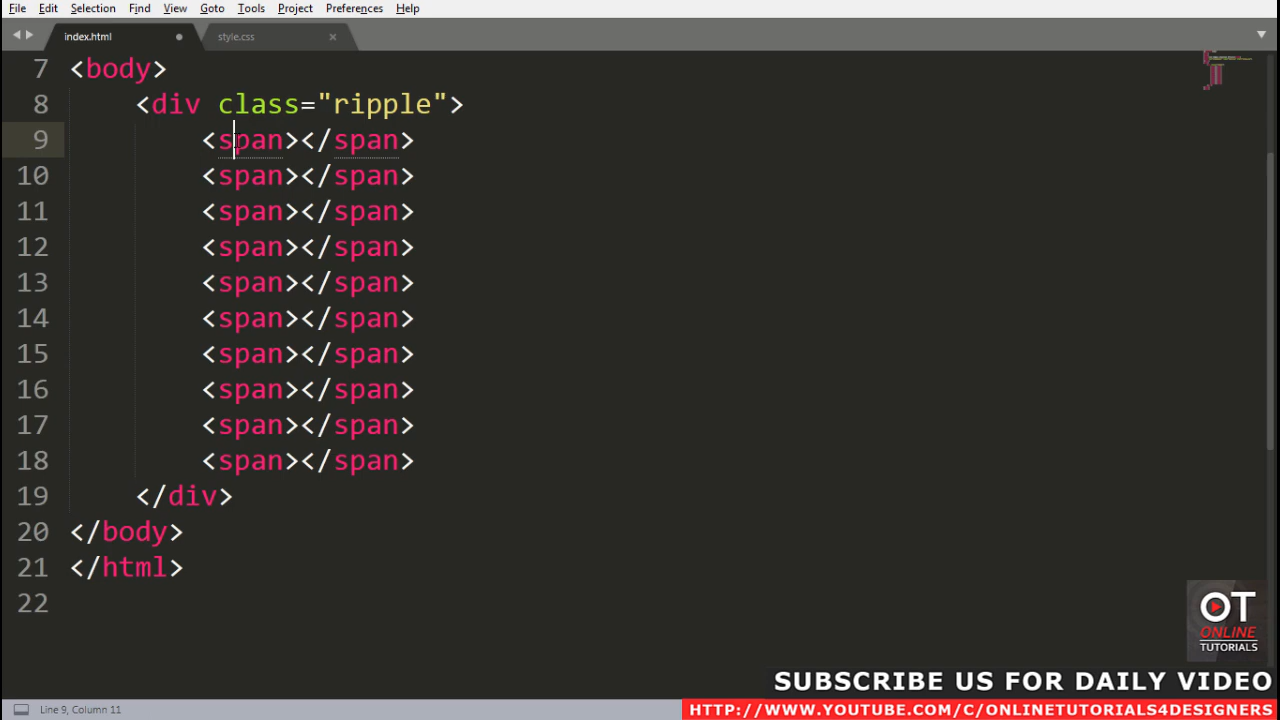 File Edit Selection Find View Goto Tools Project Preferences Help
index.html style.css
7 <body>
8 <div class="ripple">
9 <span></span>
10 <span></span>
11 <span></span>
12 <span></span>
13 <span></span>
14 <span></span>
15 <span></span>
16 <span></span>
17 <span></span>
18 <span></span>
19 </div>
20 </body>
21 </html>
22
OT
ONLINE
TUTORIALS
SUBSCRIBE US FOR DAILY VIDEO
HTTP://WWW.YOUTUBE.COM/C/ONLINETUTORIALS4DESIGNERS
Line 9, Column 11